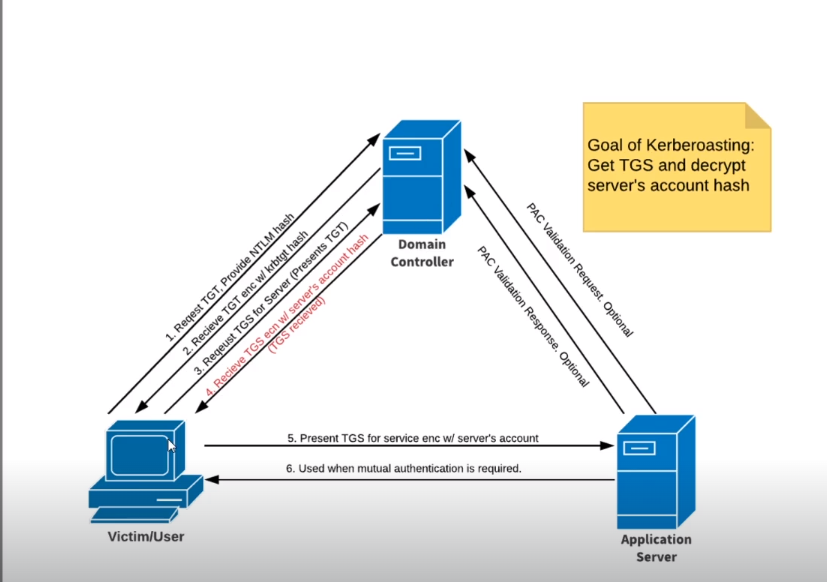 Goal of Kerberoasting:
Get TGS and decrypt
server's account hash
Domain
Controller
1. Reqest TGT, Provide NTLM hash
2. Recieve TGT enc w/ krbtgt hash
3. Reqeust TGS for Server (Presents TGT)
4. Recieve TGS ecn w/ server's account hash
(TGS recieved)
PAC Validation Request. Optional
PAC Validation Response. Optional
5. Present TGS for service enc w/ server's account
6. Used when mutual authentication is required.
Victim/User
Application
Server